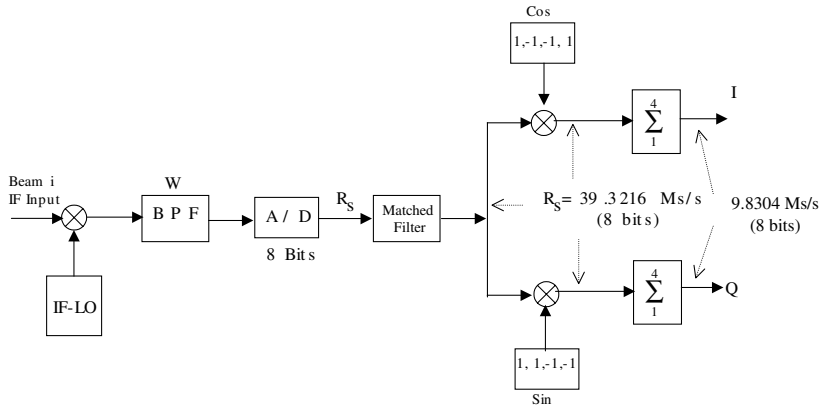 Cos
1,-1,-1, 1
4
Σ
1
I
Beam i
IF Input
W
B P F
A / D
8 Bits
R_S
Matched
Filter
R_S= 39 .3216 Ms/s
(8 bits)
9.8304 Ms/s
(8 bits)
IF-LO
4
Σ
1
Q
1, 1,-1,-1
Sin